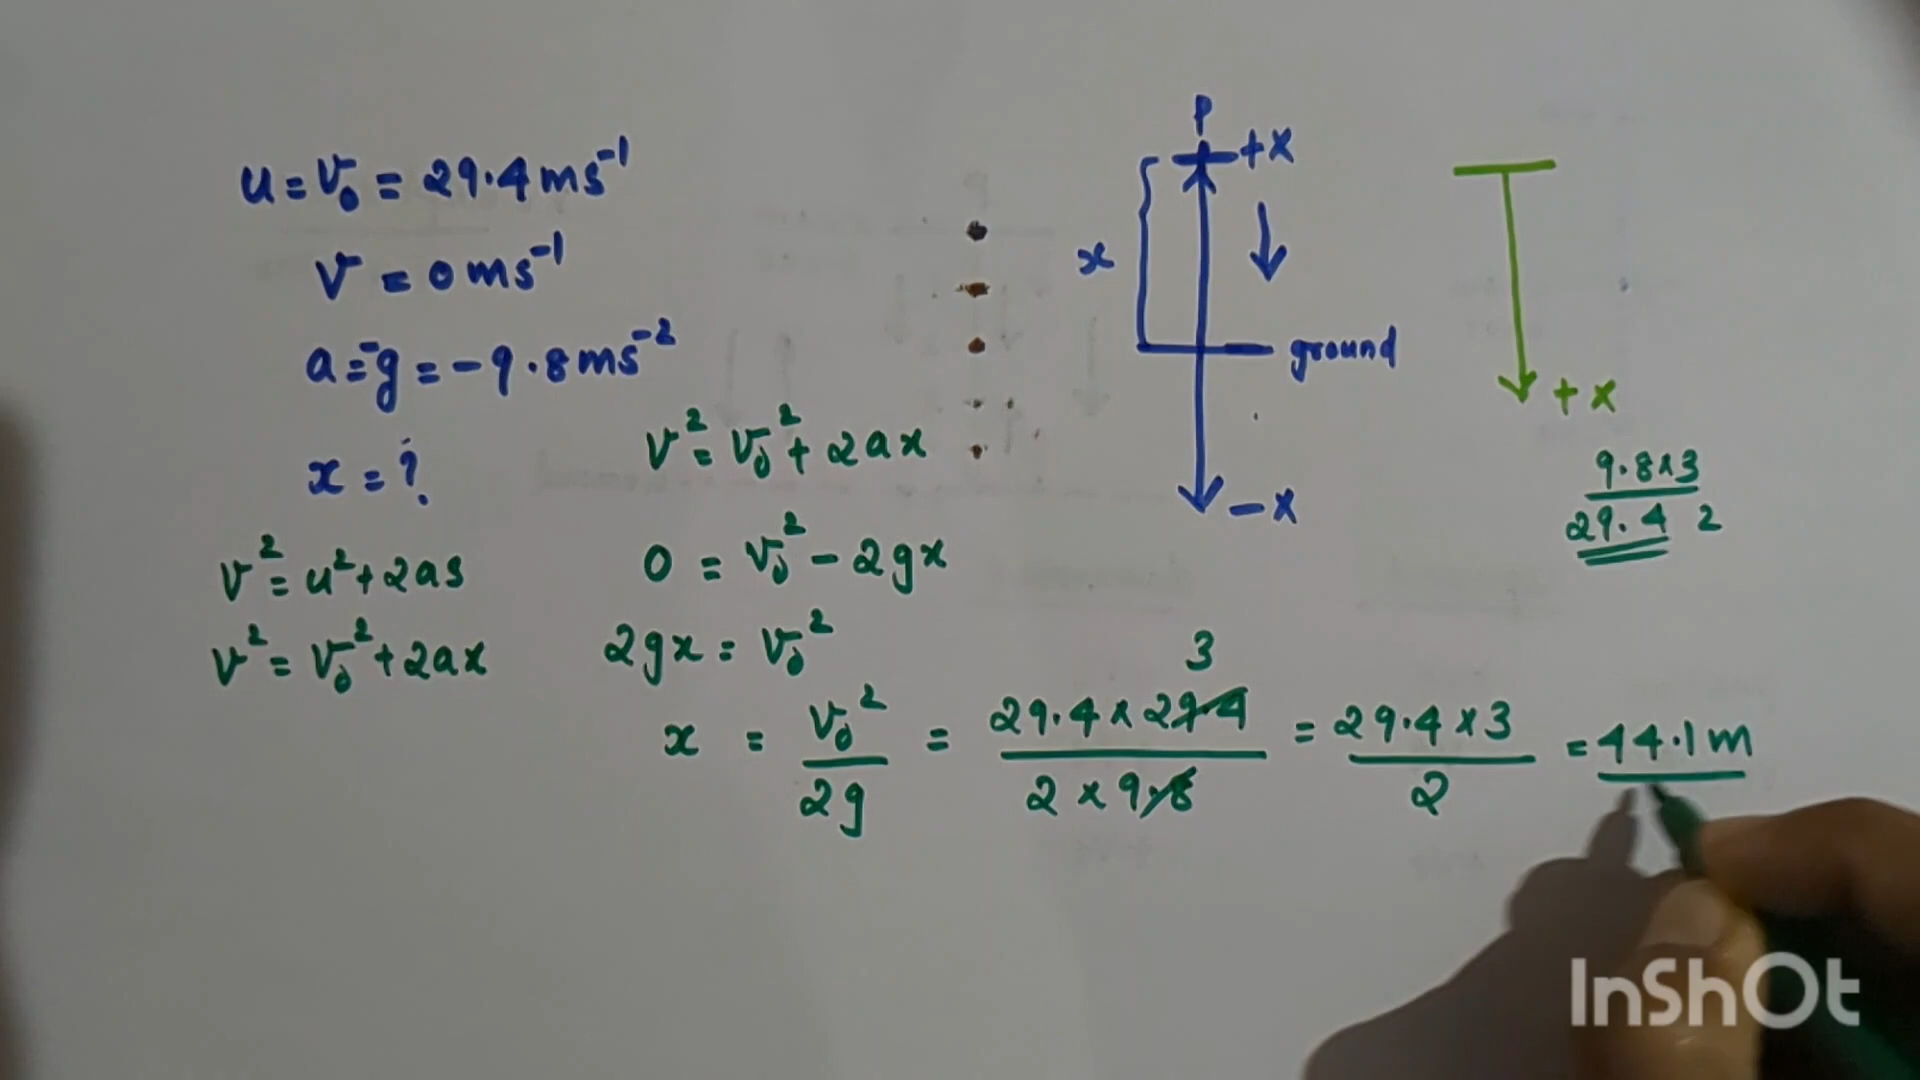 u = v₀ = 29.4 ms⁻¹
v = 0 ms⁻¹
a = -g = -9.8 ms⁻²
x = ?
v² = u² + 2as
v² = v₀² + 2ax
v² = v₀² + 2ax
0 = v₀² - 2gx
2gx = v₀²
3
x = v₀²/2g = 29.4 × 29.4/2 × 9.8 = 29.4 × 3/2 = 44.1 m
P
+x
x
ground
-x
+x
9.8×3
29.4 2
InShOt